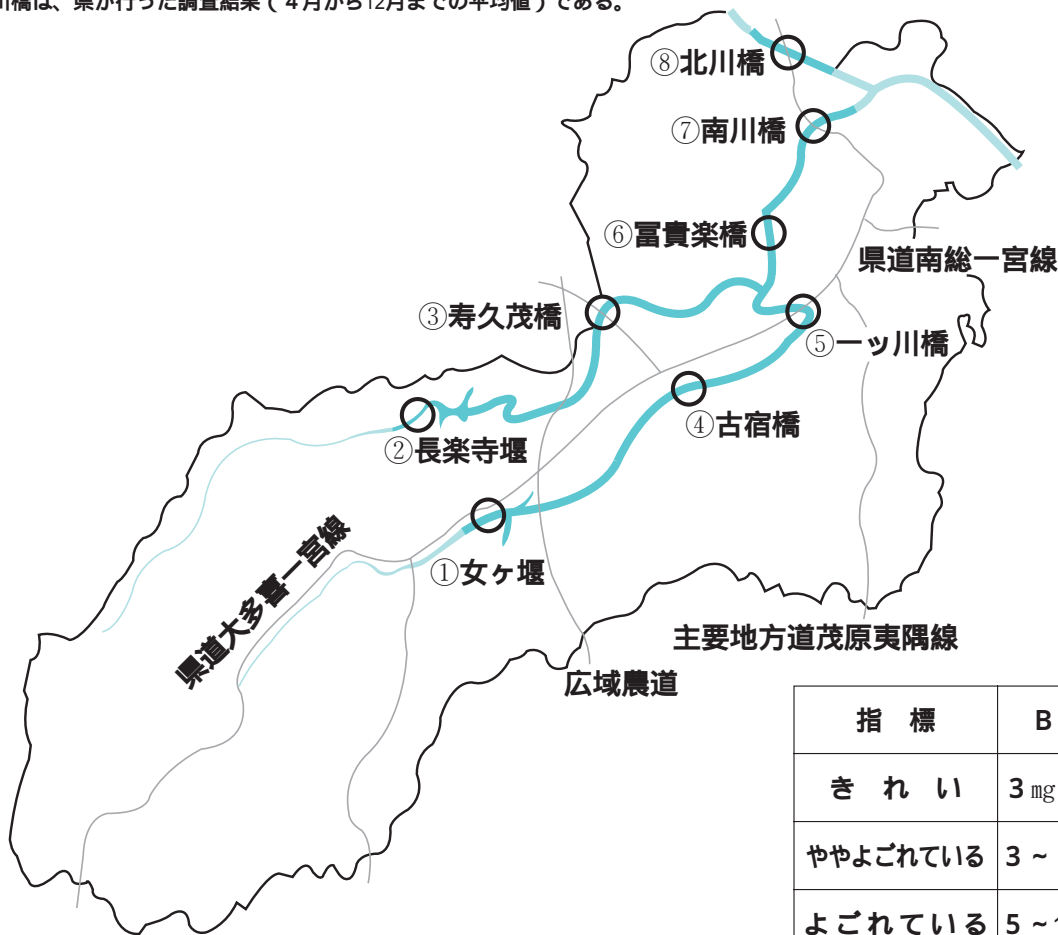 川橋は、県が行った調査結果(4月から12月までの平均値)である。
⑧北川橋
⑦南川橋
⑥冨貴楽橋
県道南総一宮線
③寿久茂橋
⑤一ッ川橋
④古宿橋
②長楽寺堰
①女ヶ堰
県道大多喜一宮線
主要地方道茂原夷隅線
広域農道
指標 B
きれい 3㎎
ややよごれている 3~
よごれている 5~